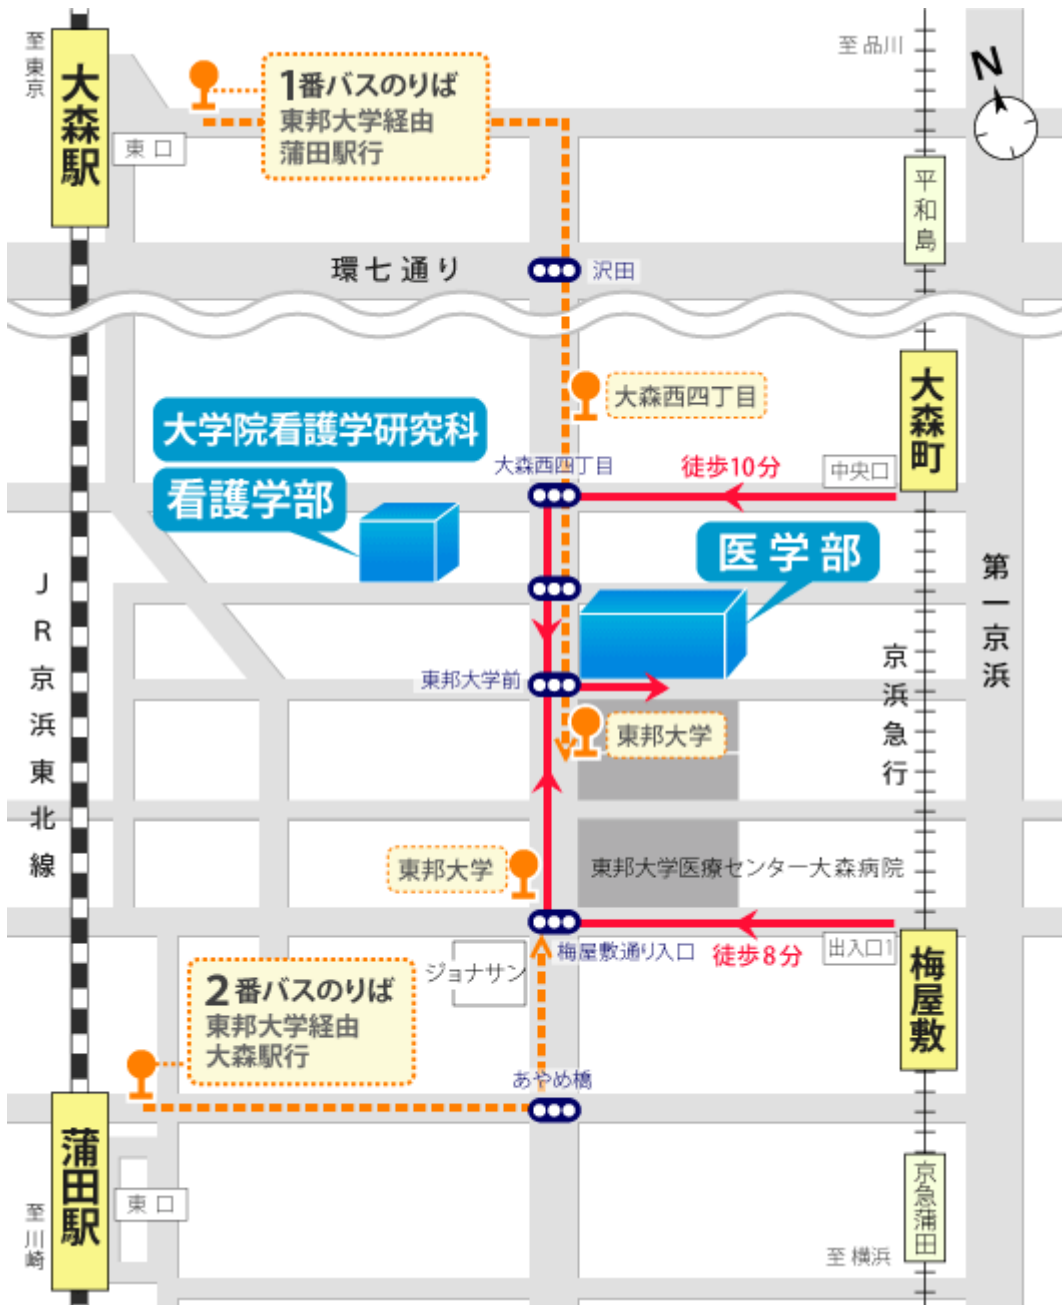 至東京
大森駅
東口
1番バスのりば
東邦大学経由
蒲田駅行
至品川
N
平和島
環七通り
沢田
大森西四丁目
大森町
大学院看護学研究科
看護学部
大森西四丁目
徒歩10分
中央口
医学部
第一京浜
JR京浜東北線
東邦大学前
京浜急行
東邦大学
東邦大学
東邦大学医療センター大森病院
梅屋敷通り入口
徒歩8分
出入口1
梅屋敷
ジョナサン
2番バスのりば
東邦大学経由
大森駅行
あやめ橋
蒲田駅
東口
至川崎
京急蒲田
至横浜